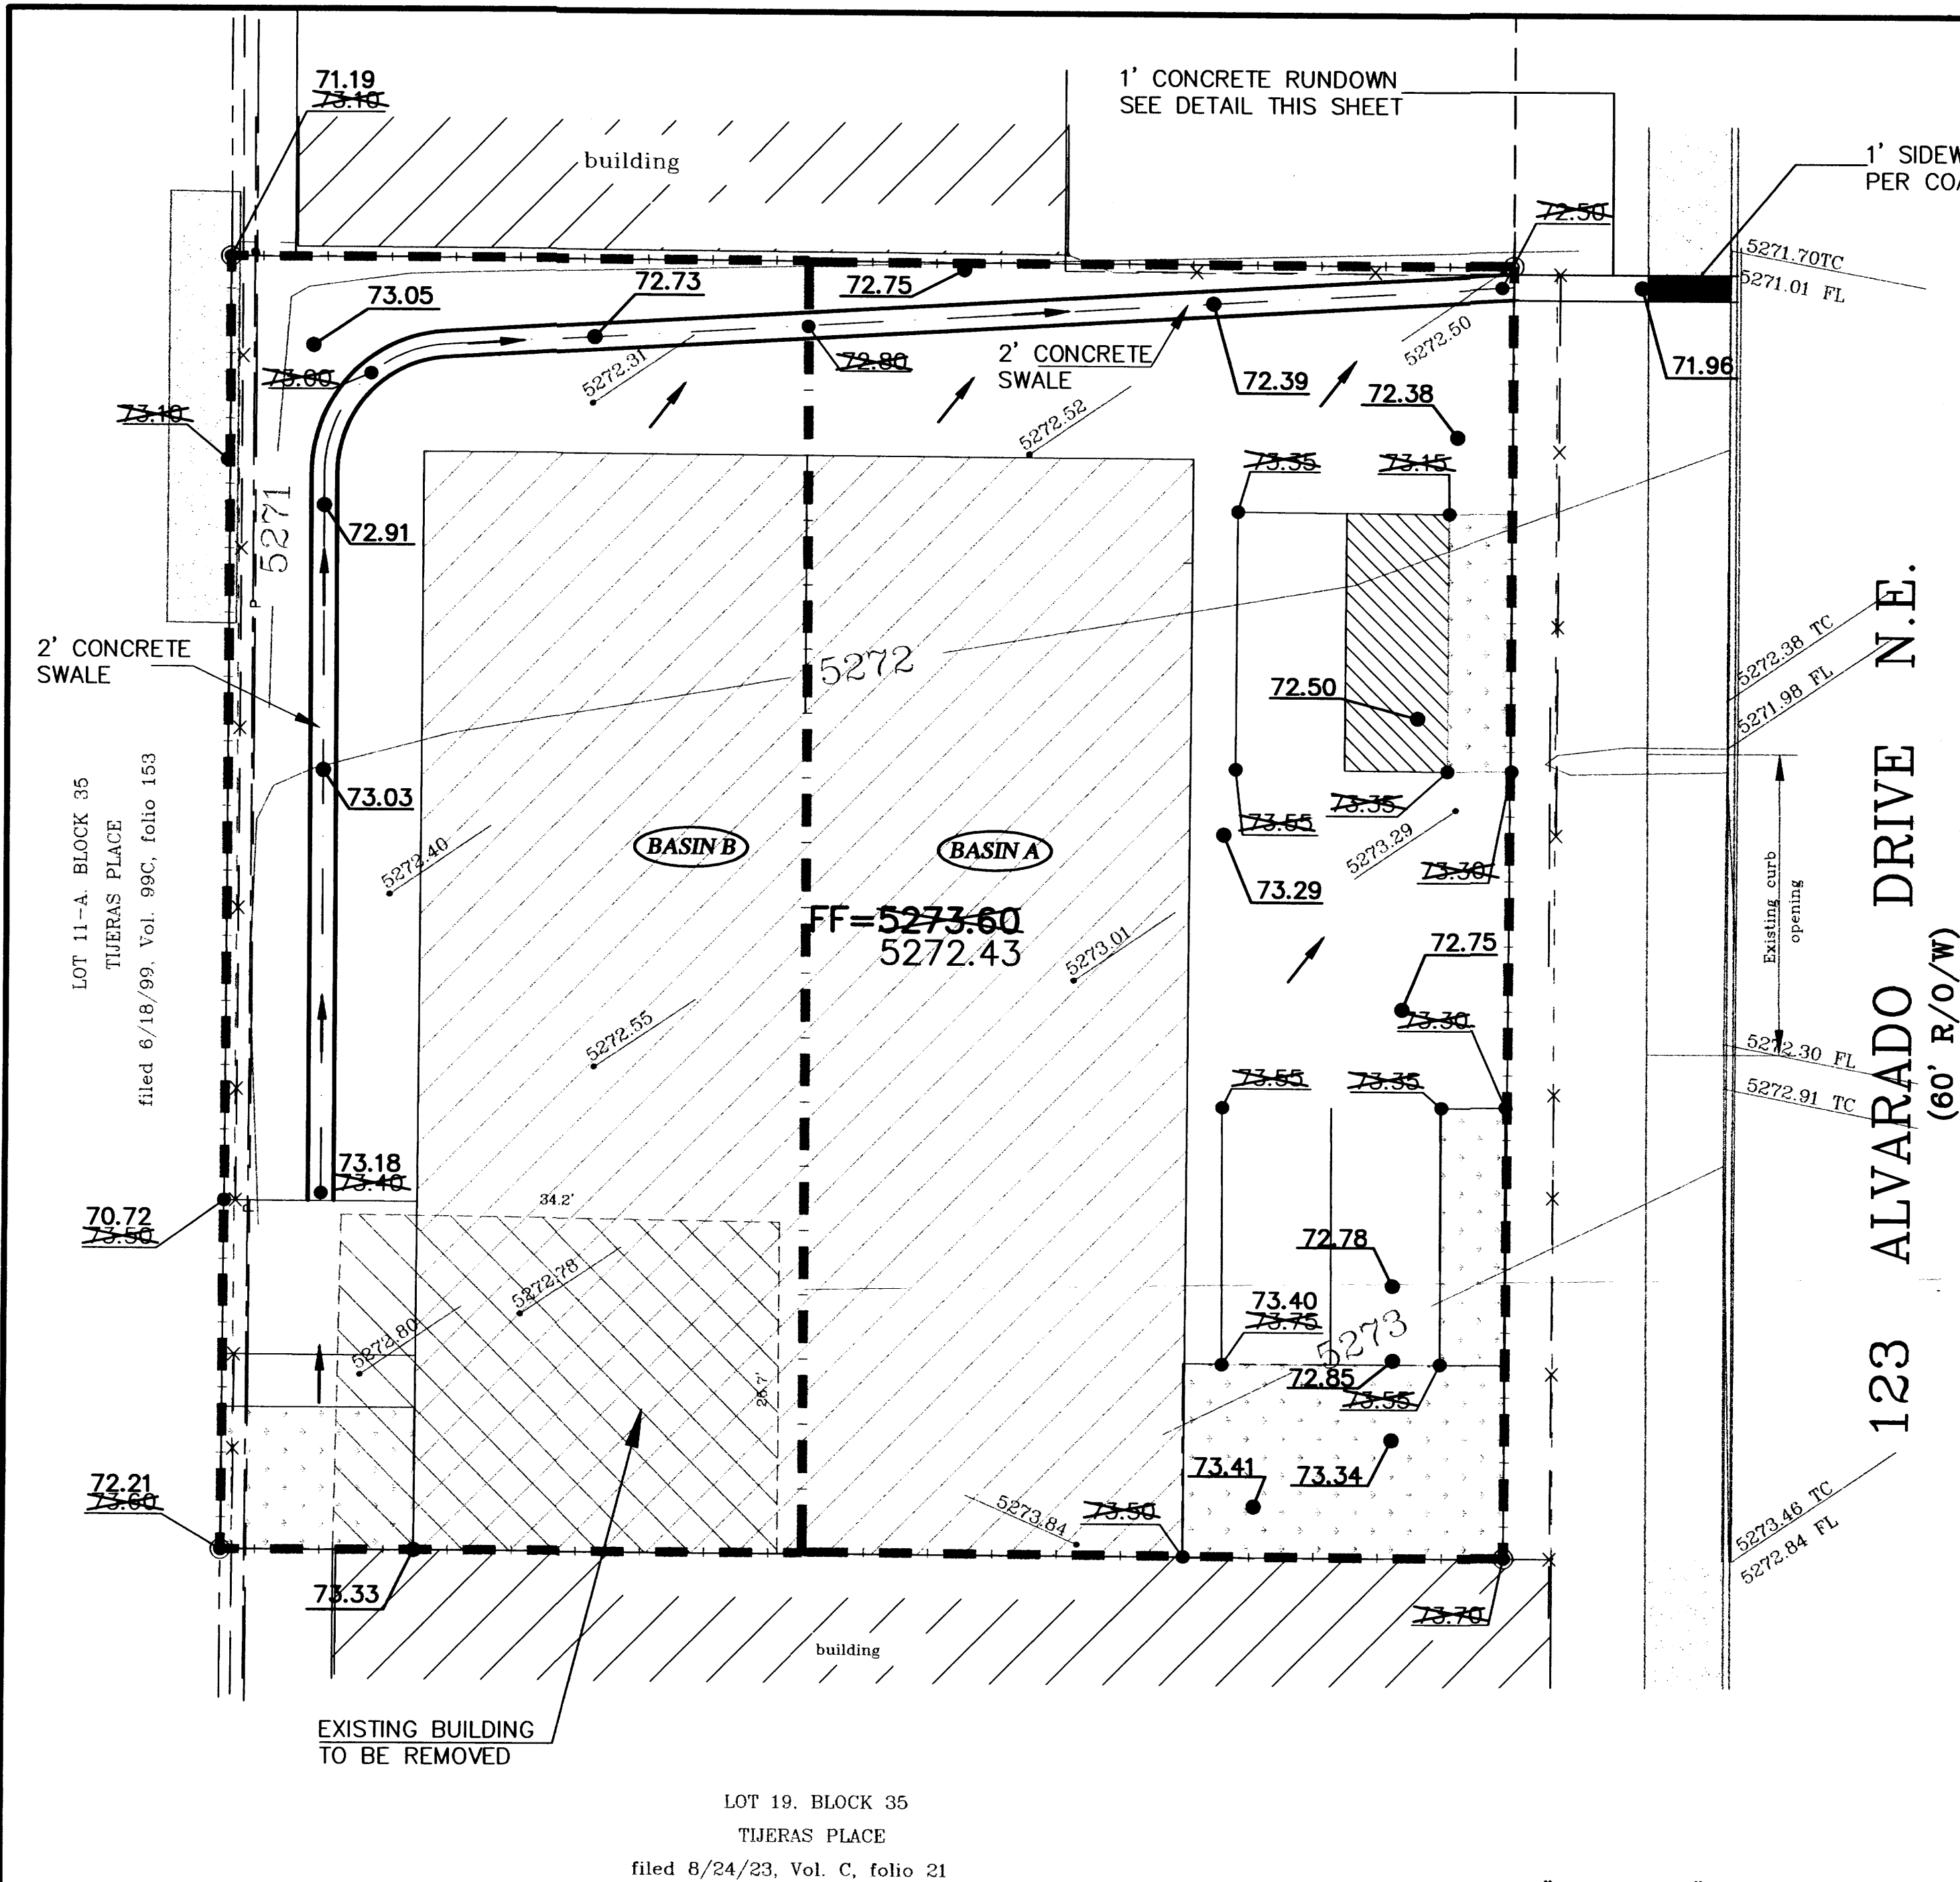 71.19
73.10
1' CONCRETE RUNDOWN
SEE DETAIL THIS SHEET
building
1' SIDEW
PER COA
72.50
5271.70TC
5271.01 FL
73.05
72.73
72.75
73.00
5272.31
72.80
2' CONCRETE
SWALE
72.39
5272.50
71.96
73.10
5272.52
72.38
73.35
73.15
5271
72.91
2' CONCRETE
SWALE
5272
5272.38 TC
5271.98 FL
72.50
73.03
73.35
73.55
5273.29
73.30
LOT 11-A. BLOCK 35
TIJERAS PLACE
filed 6/18/99, Vol. 99C, folio 153
5272.40
BASIN B
BASIN A
73.29
FF=5273.60
5272.43
5273.01
72.75
73.30
Existing curb
opening
5272.55
5272.30 FL
5272.91 TC
73.55
73.35
123 ALVARADO DRIVE N.E.
(60' R/O/W)
73.18
73.40
34.2'
70.72
73.50
72.78
5272.78
73.40
73.75
5272.80
5273
72.85
73.55
26.7'
73.41
73.34
72.21
73.60
5273.84
73.50
5273.46 TC
5272.84 FL
73.33
73.70
building
EXISTING BUILDING
TO BE REMOVED
LOT 19. BLOCK 35
TIJERAS PLACE
filed 8/24/23, Vol. C, folio 21